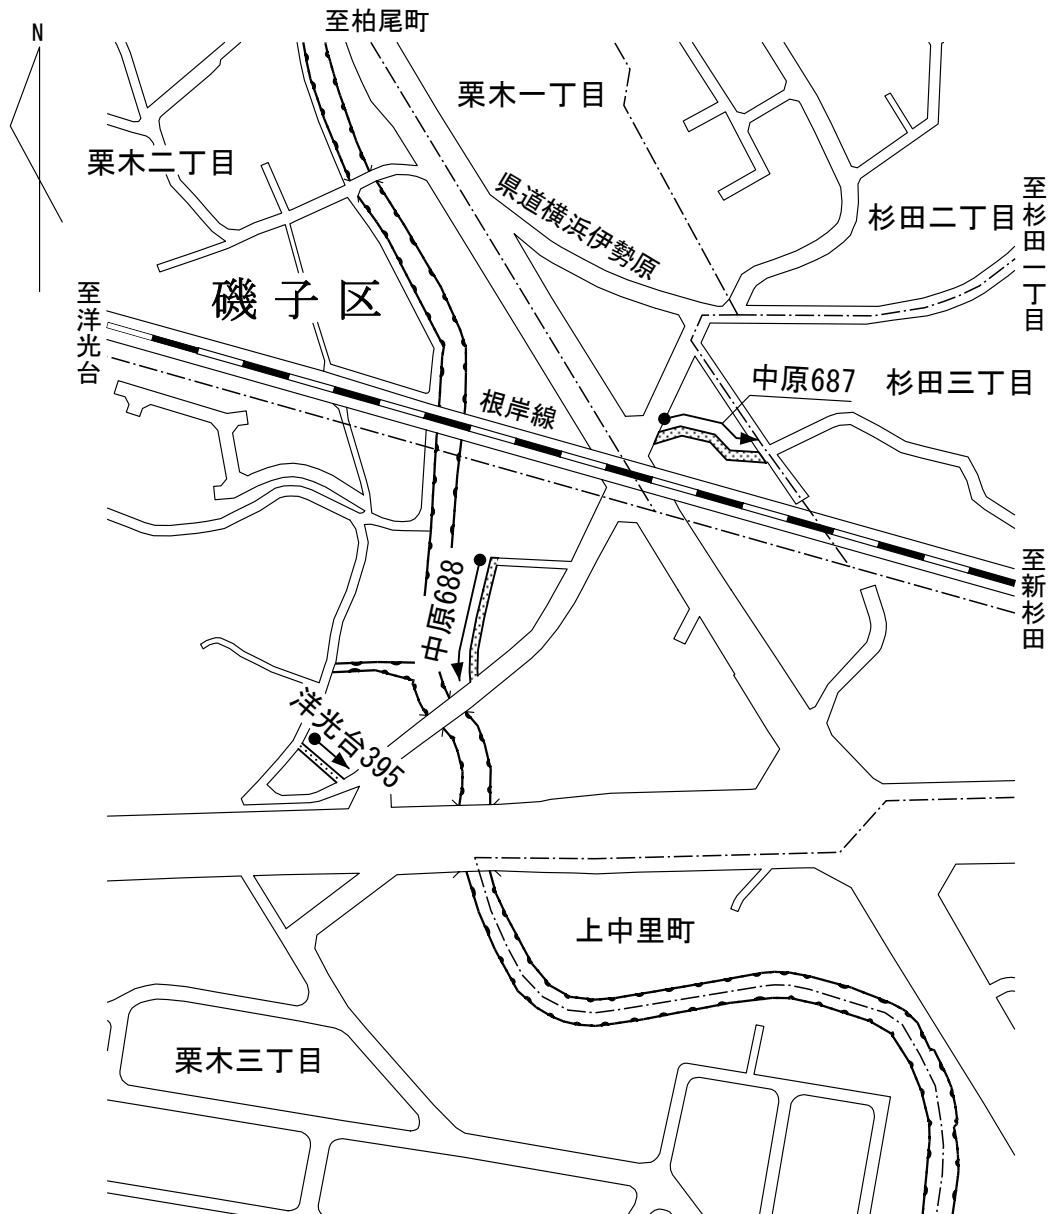 至柏尾町
N
栗木一丁目
栗木二丁目
県道横浜伊勢原
杉田二丁目
至杉田一丁目
磯子区
至洋光台
中原687
杉田三丁目
根岸線
至新杉田
中原688
洋光台395
上中里町
栗木三丁目